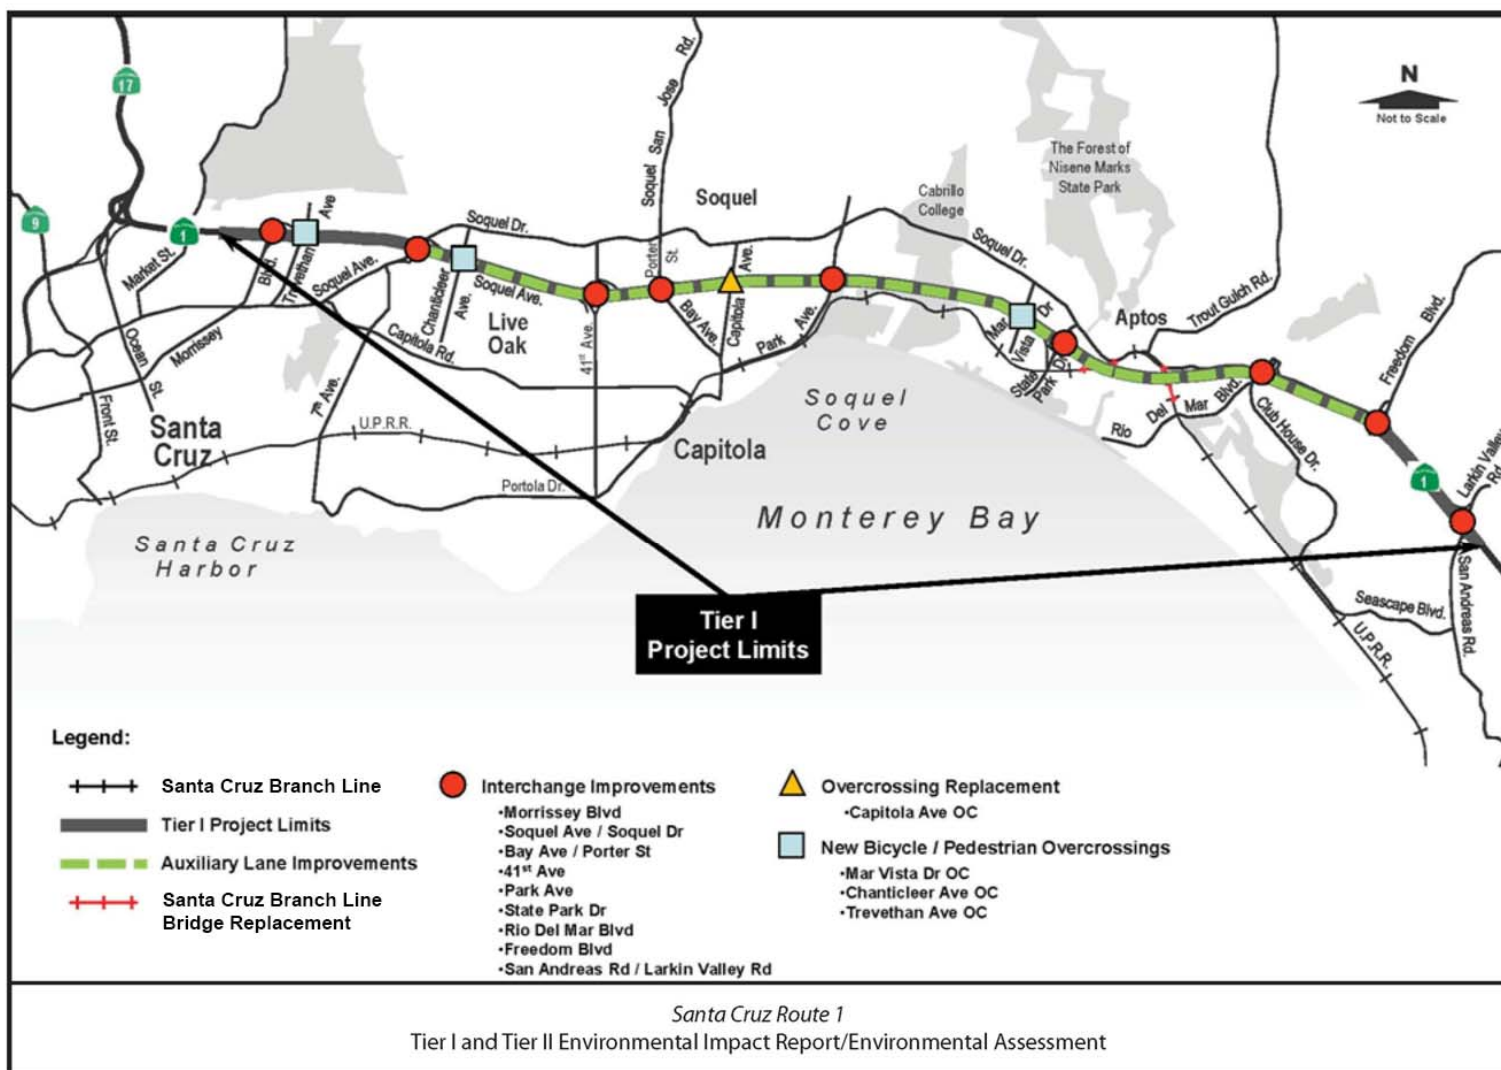 17
N
Not to Scale
Soquel San Jose Rd.
The Forest of
Nisene Marks
State Park
Cabrillo
College
Soquel
9
1
Ave
Trevethan
Soquel Dr.
Porter
St.
Ave.
Capitola
Soquel Dr.
Market St.
Blvd.
Morrissey
Soquel Ave.
Chanticleer
Ave.
Soquel Ave.
Live
Oak
Bay Ave.
Park Ave.
Mar
Vista
Dr
State
Park
Dr.
Aptos
Trout Gulch Rd.
Freedom Blvd.
Ocean St.
Capitola Rd.
41st Ave.
Soquel
Cove
Rio Del Mar Blvd.
Club House Dr.
Front St.
7th Ave.
Santa
Cruz
U.P.R.R.
Capitola
Portola Dr.
Monterey Bay
1
Larkin Valley
Rd.
Santa Cruz
Harbor
San Andreas Rd.
Seascape Blvd.
U.P.R.R.
Tier I
Project Limits
Legend:
Santa Cruz Branch Line
Tier I Project Limits
Auxiliary Lane Improvements
Santa Cruz Branch Line
Bridge Replacement
Interchange Improvements
•Morrissey Blvd
•Soquel Ave / Soquel Dr
•Bay Ave / Porter St
•41st Ave
•Park Ave
•State Park Dr
•Rio Del Mar Blvd
•Freedom Blvd
•San Andreas Rd / Larkin Valley Rd
Overcrossing Replacement
•Capitola Ave OC
New Bicycle / Pedestrian Overcrossings
•Mar Vista Dr OC
•Chanticleer Ave OC
•Trevethan Ave OC
Santa Cruz Route 1
Tier I and Tier II Environmental Impact Report/Environmental Assessment